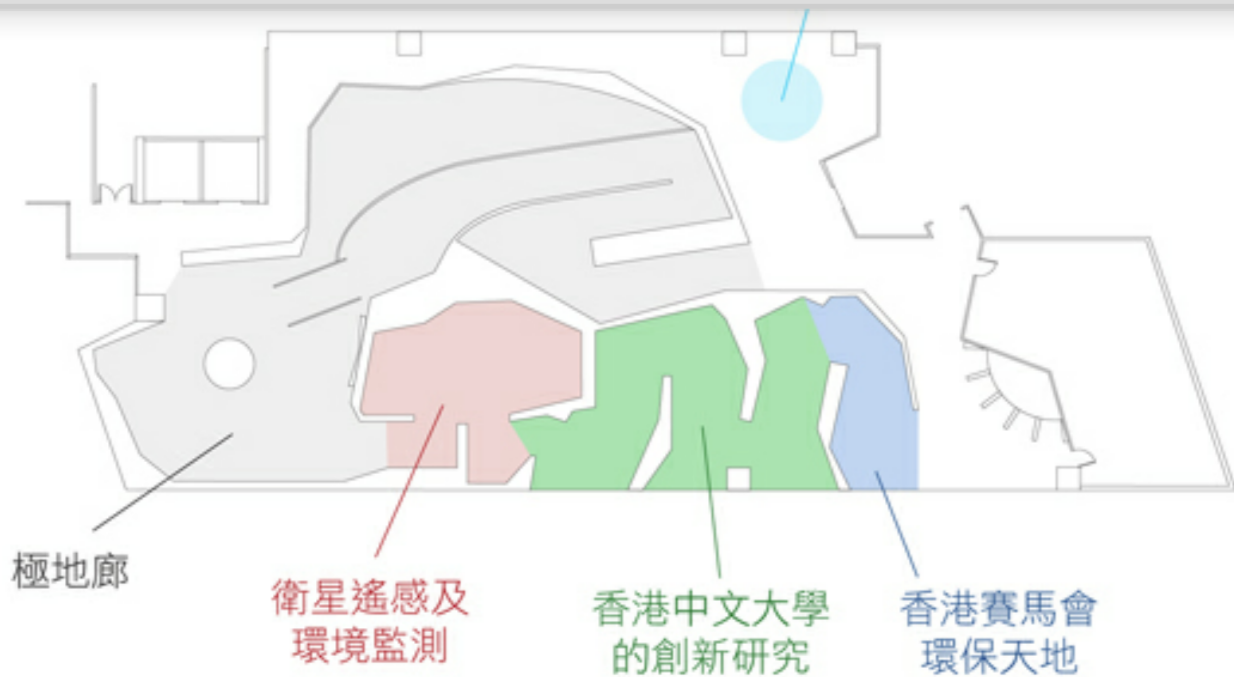 極地廊
衛星遙感及
環境監測
香港中文大學
的創新研究
香港賽馬會
環保天地